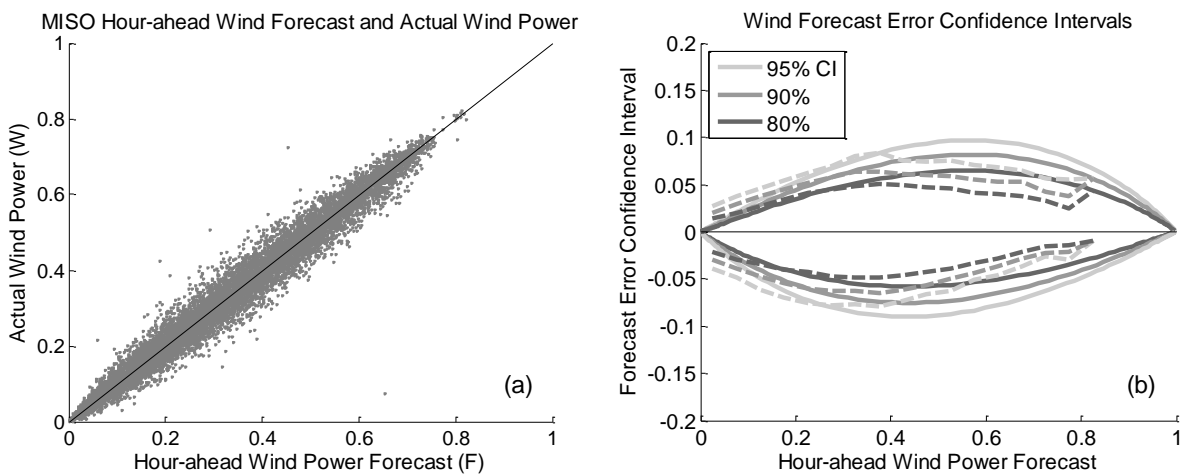 MISO Hour-ahead Wind Forecast and Actual Wind Power
1
0.8
0.6
0.4
0.2
0
Actual Wind Power (W)
(a)
0 0.2 0.4 0.6 0.8 1
Hour-ahead Wind Power Forecast (F)
Wind Forecast Error Confidence Intervals
0.2
0.15
0.1
0.05
0
-0.05
-0.1
-0.15
-0.2
Forecast Error Confidence Interval
95% CI
90%
80%
(b)
0 0.2 0.4 0.6 0.8 1
Hour-ahead Wind Power Forecast